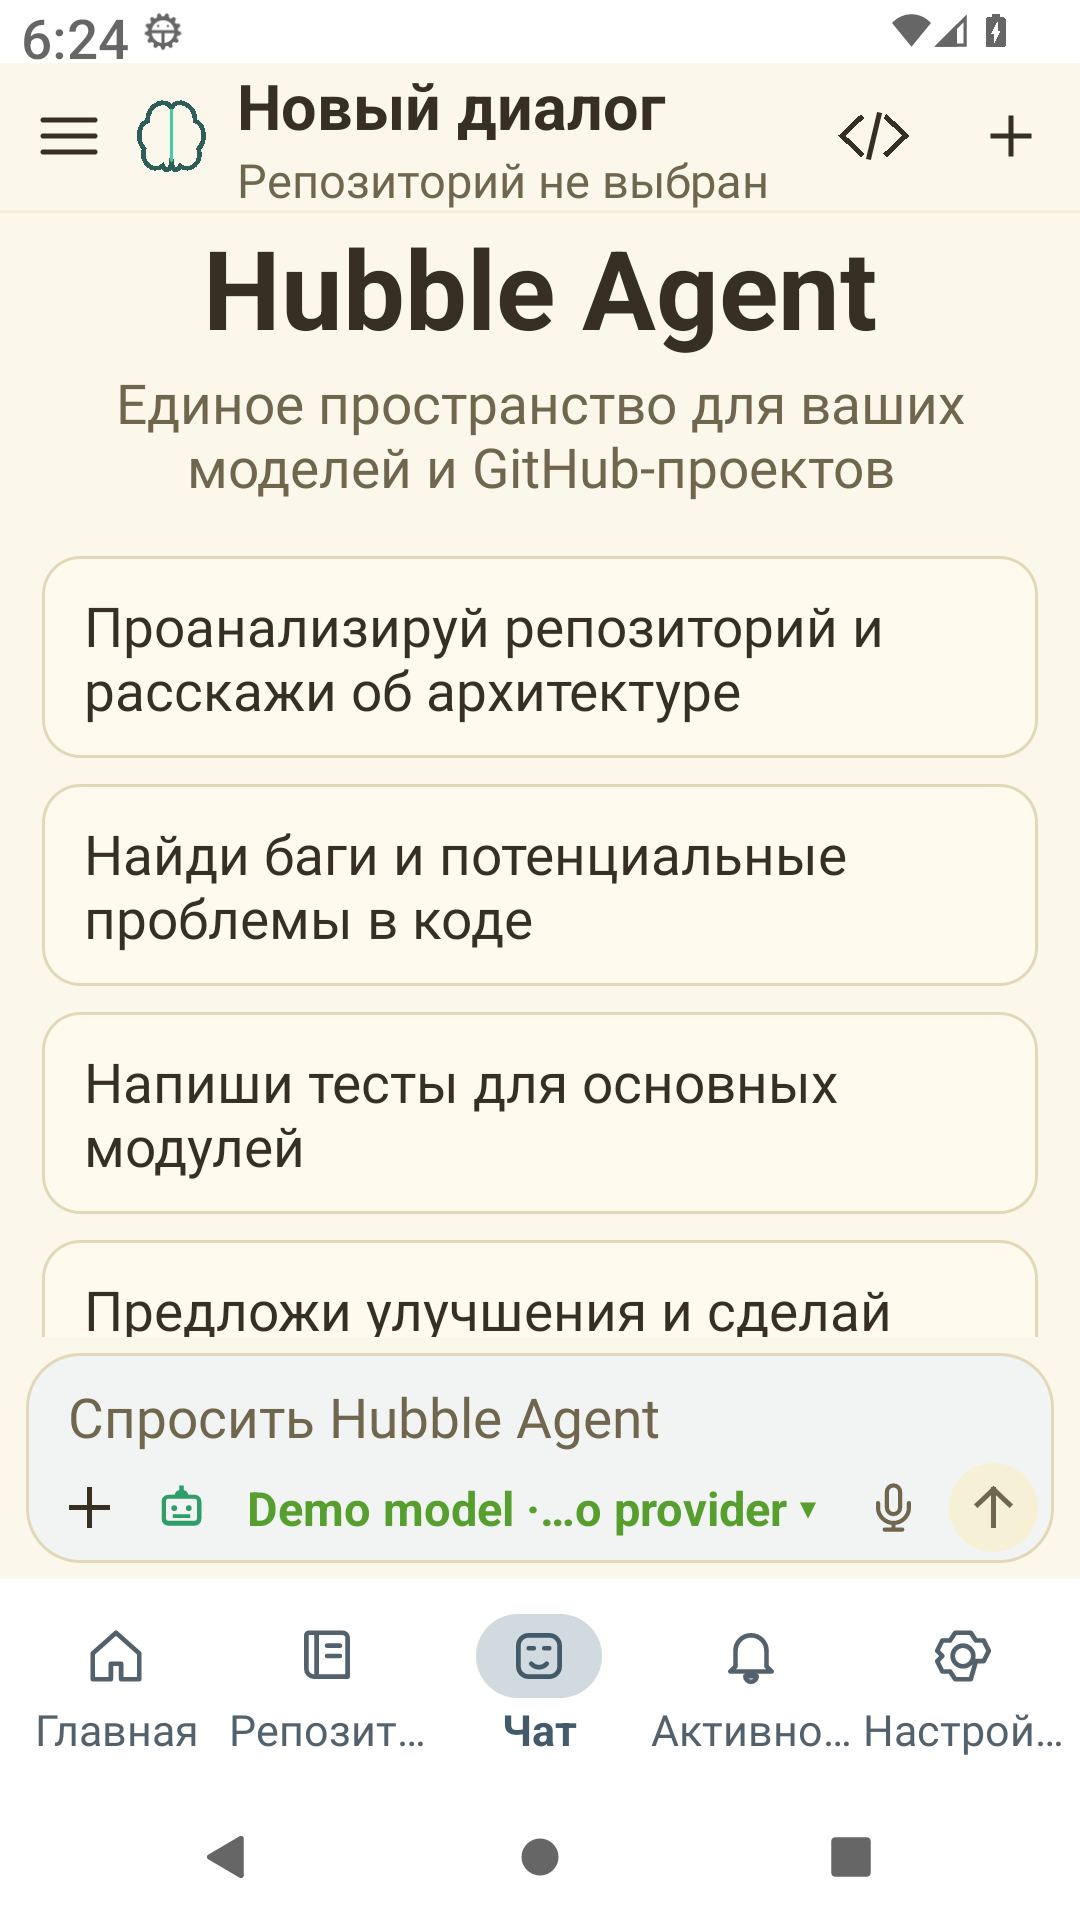 6:24
Новый диалог
Репозиторий не выбран
Hubble Agent
Единое пространство для ваших
моделей и GitHub-проектов
Проанализируй репозиторий и
расскажи об архитектуре
Найди баги и потенциальные
проблемы в коде
Напиши тесты для основных
модулей
Предложи улучшения и сделай
Спросить Hubble Agent
Demo model ·…o provider ▾
Главная Репозит… Чат Активно… Настрой…